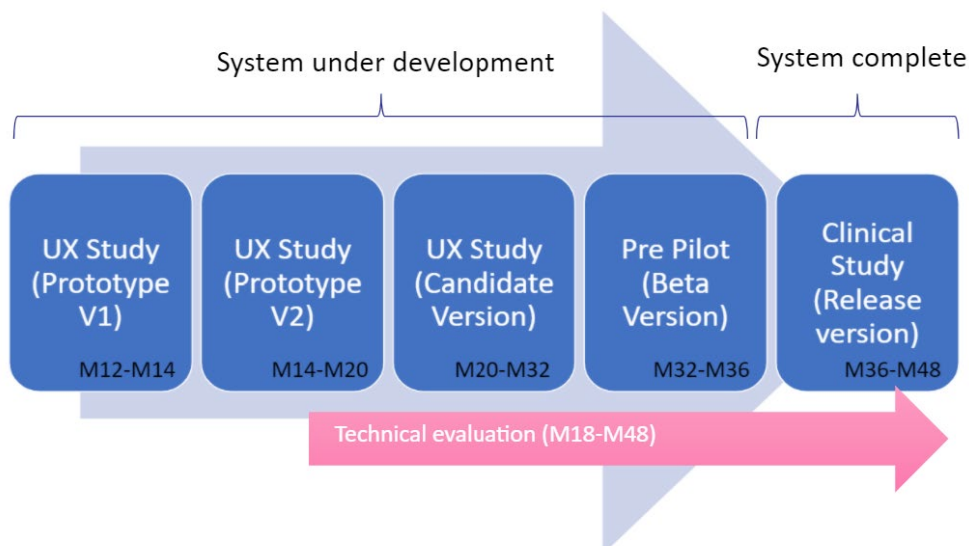 System under development
System complete
UX Study
(Prototype
V1)
M12-M14
UX Study
(Prototype
V2)
M14-M20
UX Study
(Candidate
Version)
M20-M32
Pre Pilot
(Beta
Version)
M32-M36
Clinical
Study
(Release
version)
M36-M48
Technical evaluation (M18-M48)